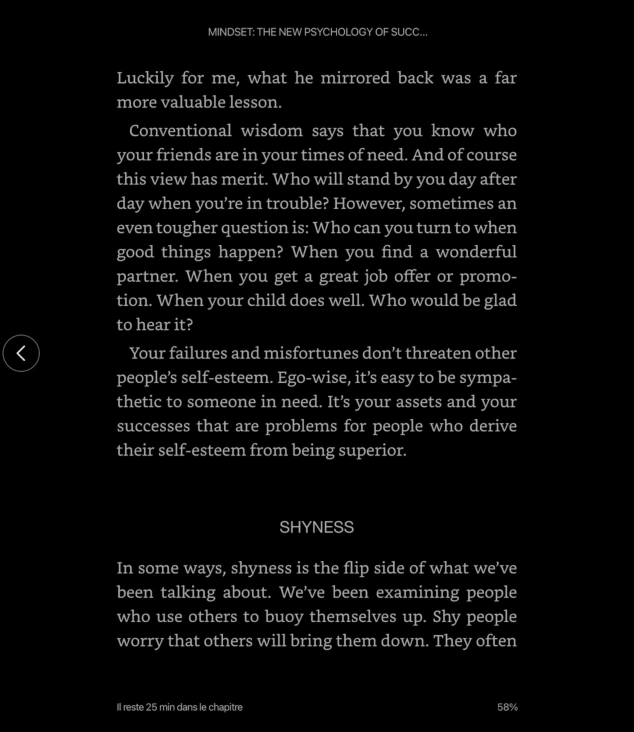 MINDSET: THE NEW PSYCHOLOGY OF SUCC...
Luckily for me, what he mirrored back was a far
more valuable lesson.
Conventional wisdom says that you know who
your friends are in your times of need. And of course
this view has merit. Who will stand by you day after
day when you’re in trouble? However, sometimes an
even tougher question is: Who can you turn to when
good things happen? When you find a wonderful
partner. When you get a great job offer or promo-
tion. When your child does well. Who would be glad
to hear it?
Your failures and misfortunes don’t threaten other
people’s self-esteem. Ego-wise, it’s easy to be sympa-
thetic to someone in need. It’s your assets and your
successes that are problems for people who derive
their self-esteem from being superior.
SHYNESS
In some ways, shyness is the flip side of what we’ve
been talking about. We’ve been examining people
who use others to buoy themselves up. Shy people
worry that others will bring them down. They often
Il reste 25 min dans le chapitre
58%